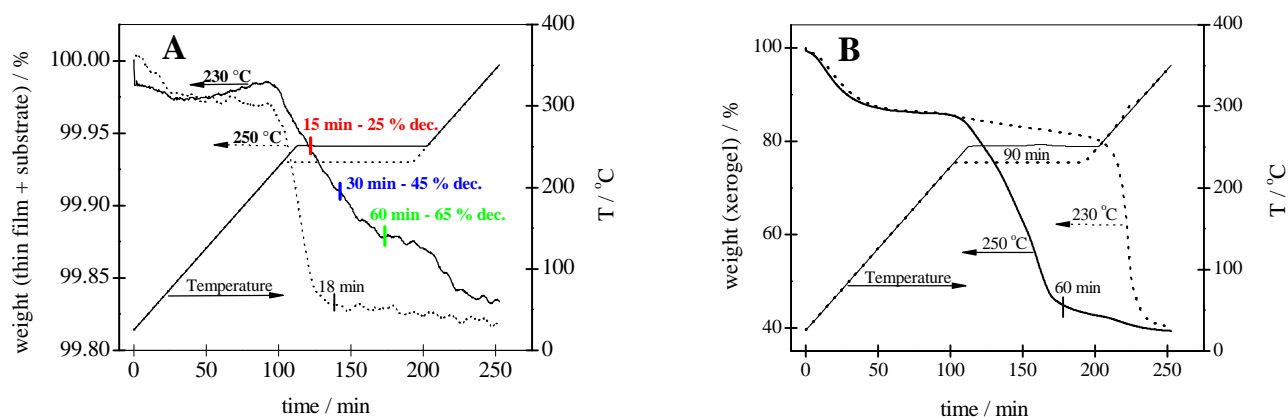 A
230 °C
250 °C
15 min - 25 % dec.
30 min - 45 % dec.
60 min - 65 % dec.
Temperature
18 min
100.00
99.95
99.90
99.85
99.80
weight (thin film + substrate) / %
0 50 100 150 200 250
time / min
400
300
200
100
0
T / °C
B
90 min
230 °C
250 °C
Temperature
60 min
100
80
60
40
weight (xerogel) / %
0 50 100 150 200 250
time / min
400
300
200
100
0
T / °C